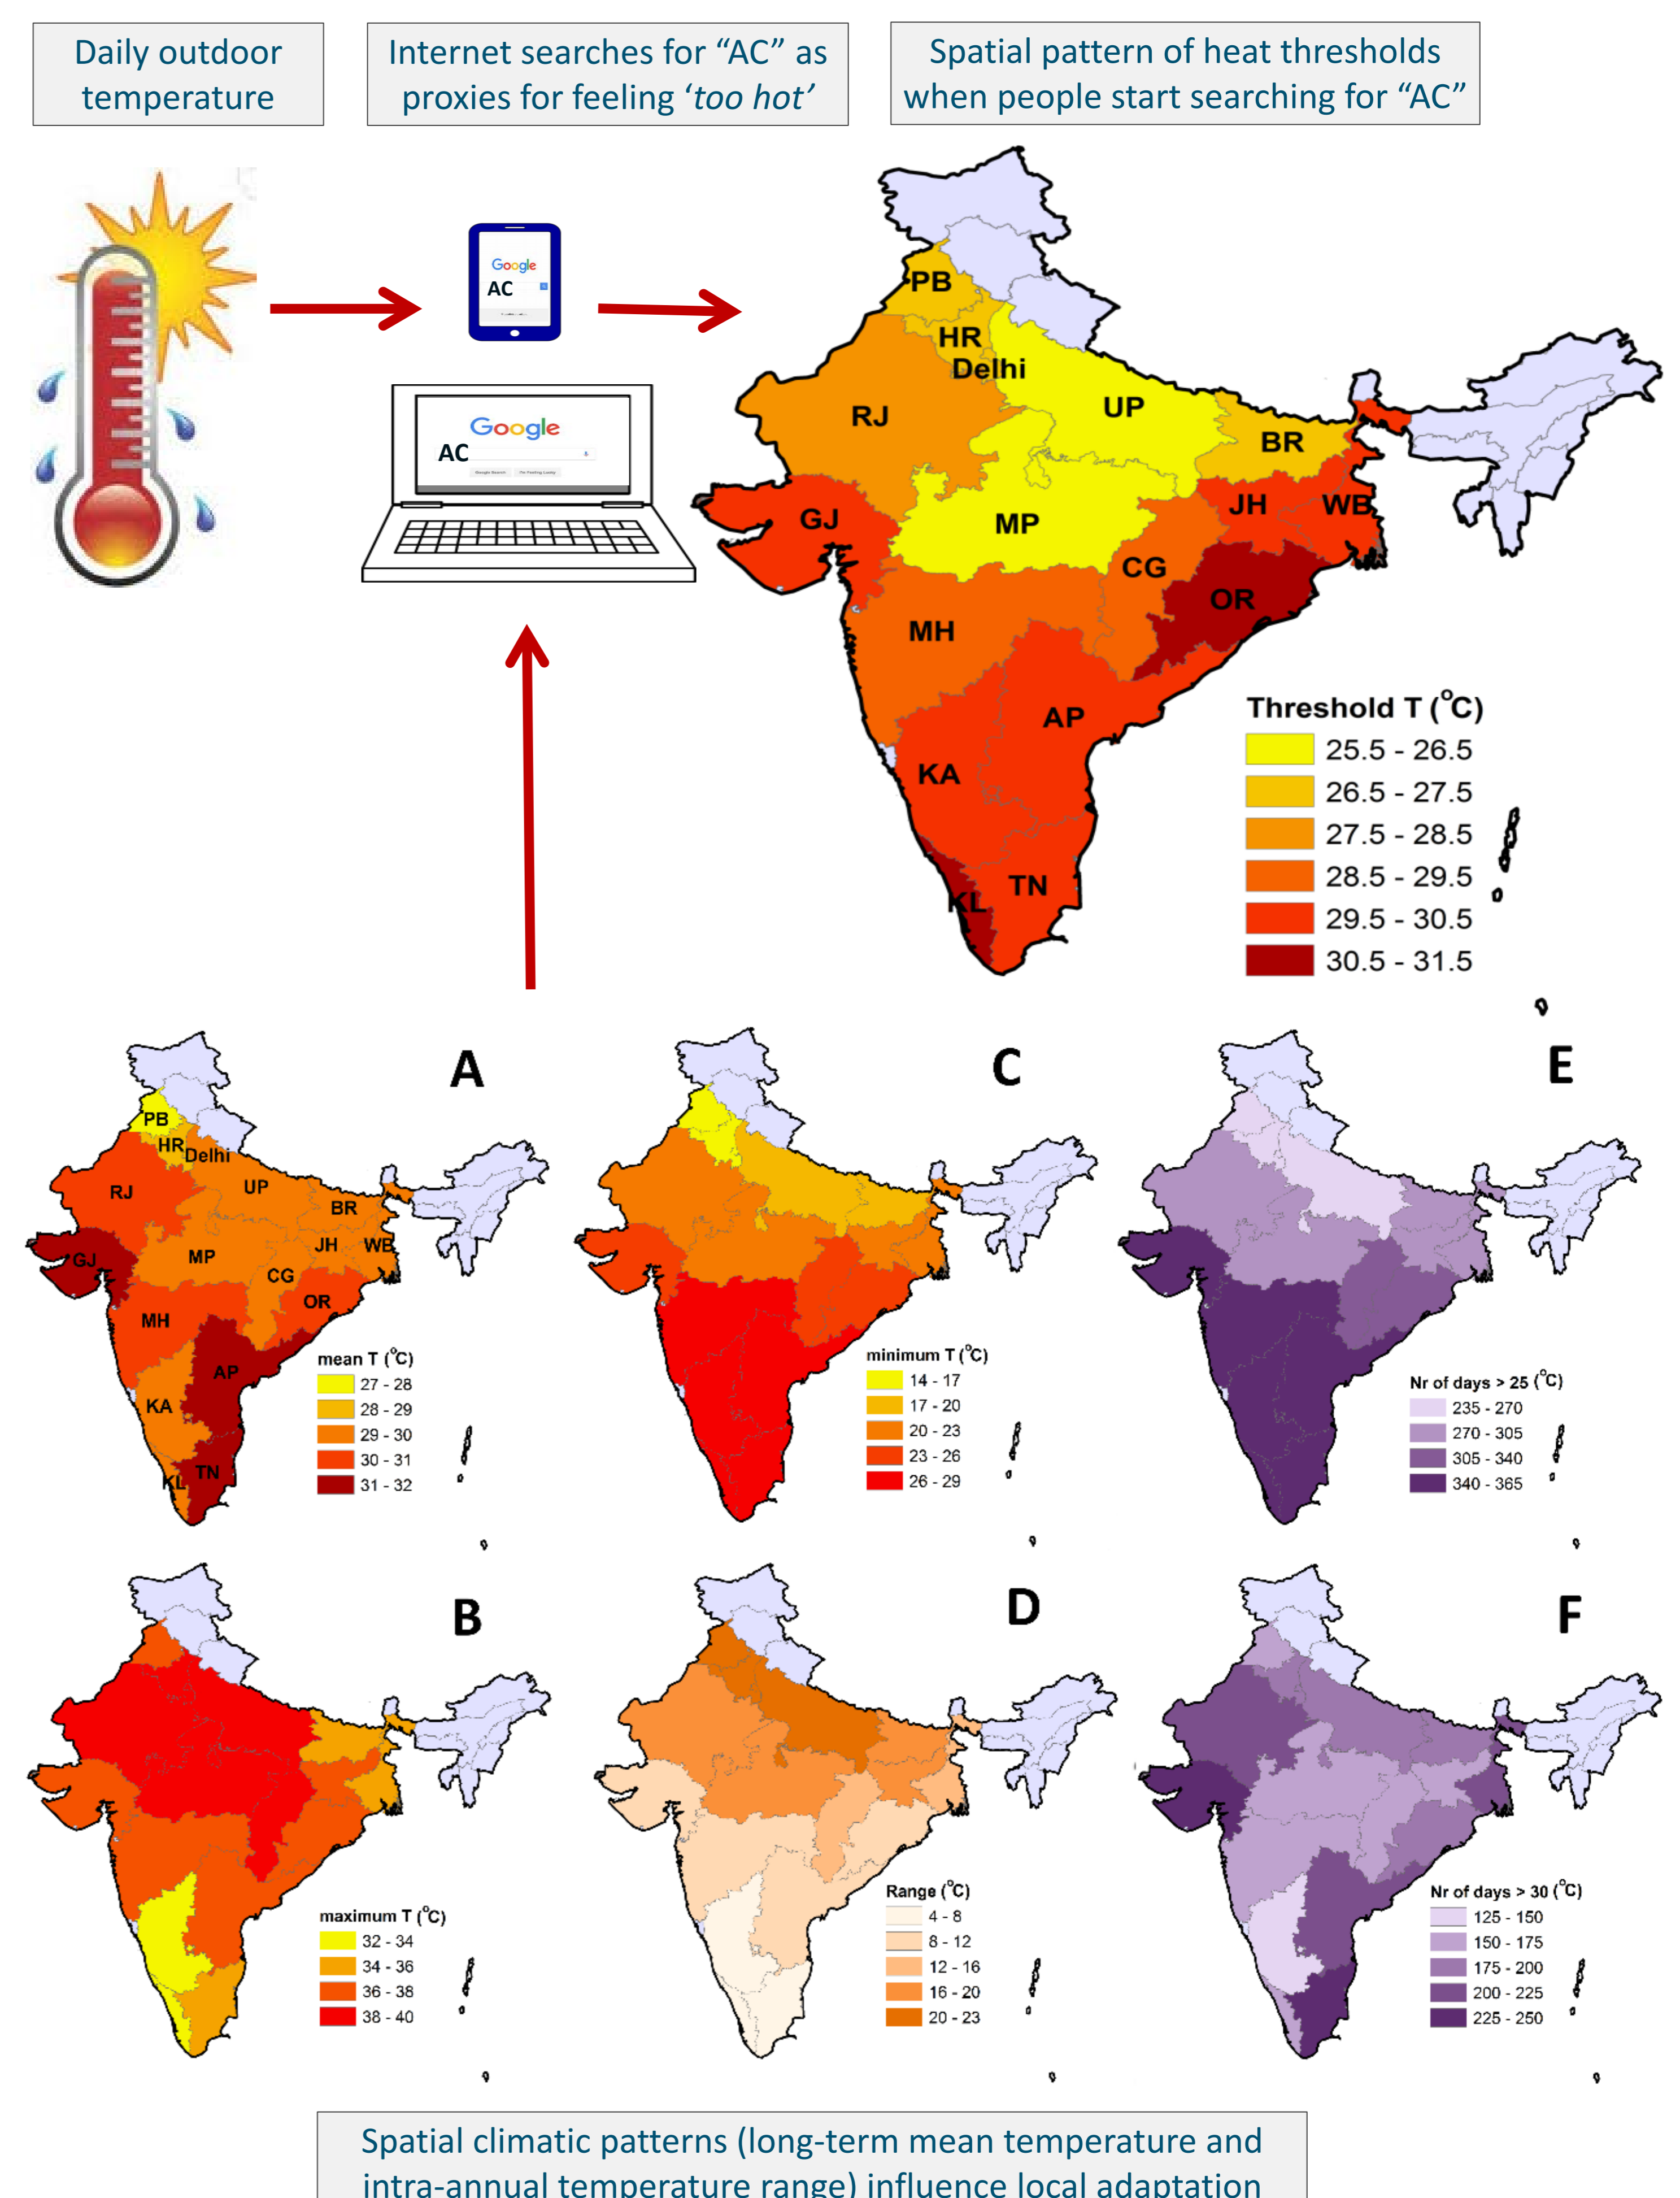 Daily outdoor
temperature
Internet searches for “AC” as
proxies for feeling ‘too hot’
Spatial pattern of heat thresholds
when people start searching for “AC”
Google
AC
Google
AC
Google Search I'm Feeling Lucky
PB
HR
Delhi
RJ
UP
BR
GJ
MP
JH
WB
CG
OR
MH
AP
KA
TN
KL
Threshold T (°C)
25.5 - 26.5
26.5 - 27.5
27.5 - 28.5
28.5 - 29.5
29.5 - 30.5
30.5 - 31.5
A
PB
HR
Delhi
RJ
UP
BR
GJ
MP
JH
WB
CG
OR
MH
AP
KA
TN
KL
mean T (°C)
27 - 28
28 - 29
29 - 30
30 - 31
31 - 32
C
minimum T (°C)
14 - 17
17 - 20
20 - 23
23 - 26
26 - 29
E
Nr of days > 25 (°C)
235 - 270
270 - 305
305 - 340
340 - 365
B
maximum T (°C)
32 - 34
34 - 36
36 - 38
38 - 40
D
Range (°C)
4 - 8
8 - 12
12 - 16
16 - 20
20 - 23
F
Nr of days > 30 (°C)
125 - 150
150 - 175
175 - 200
200 - 225
225 - 250
Spatial climatic patterns (long-term mean temperature and
intra-annual temperature range) influence local adaptation